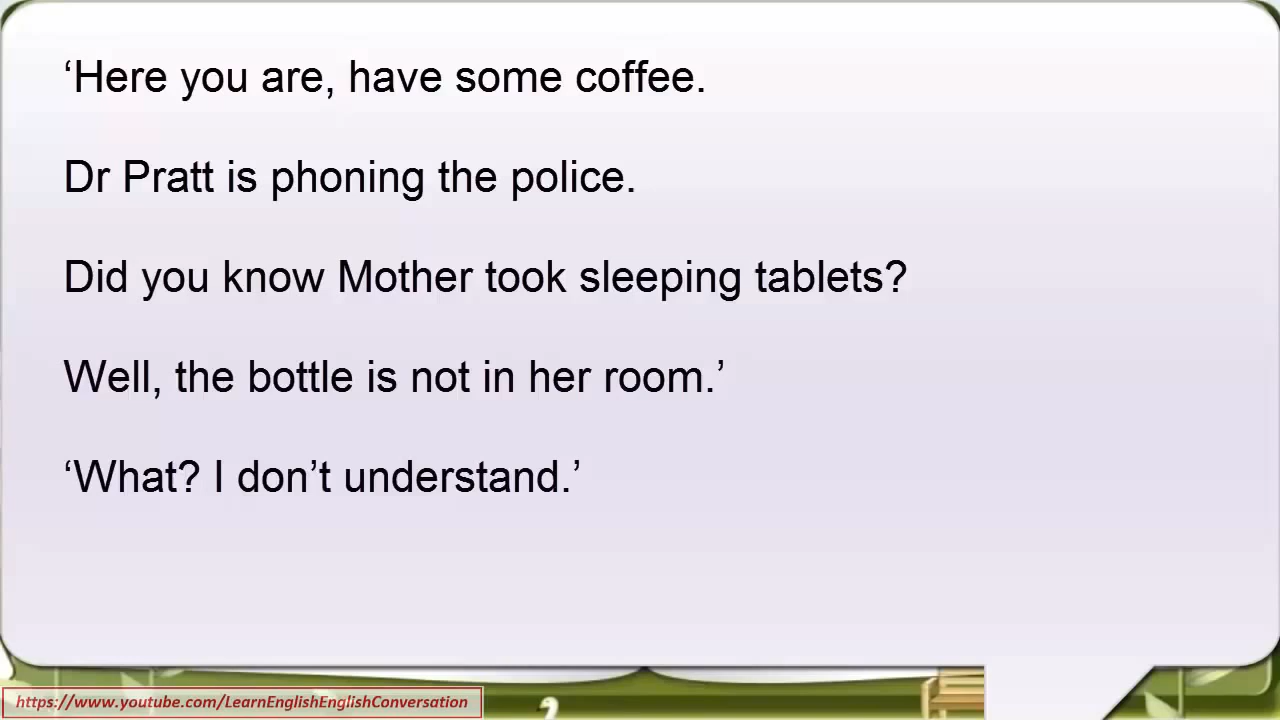 ‘Here you are, have some coffee.
Dr Pratt is phoning the police.
Did you know Mother took sleeping tablets?
Well, the bottle is not in her room.’
‘What? I don’t understand.’
https://www.youtube.com/LearnEnglishEnglishConversation